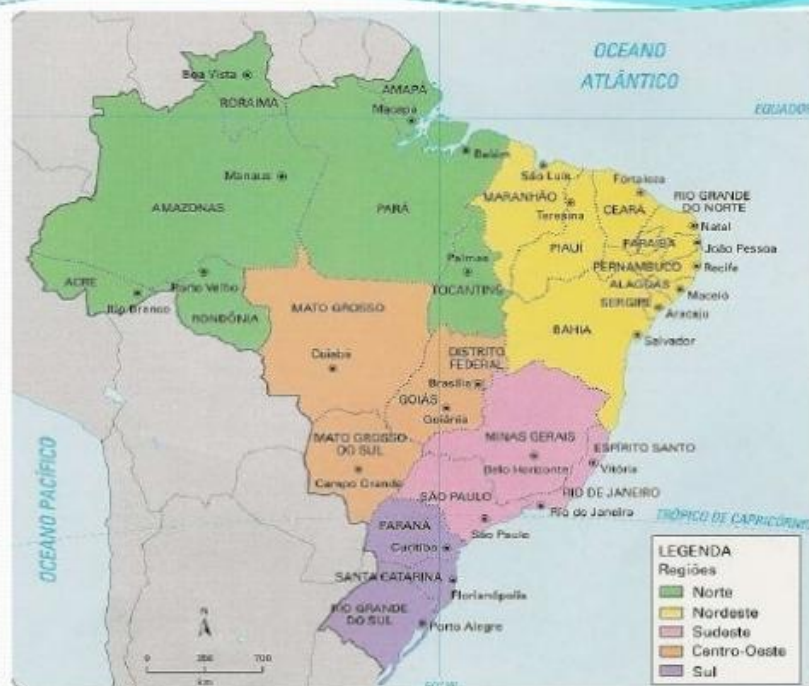 OCEANO
ATLÂNTICO
EQUADOR
Boa Vista
RORAIMA
AMAPÁ
Macapá
Belém
São Luís
Fortaleza
Manaus
MARANHÃO
Teresina
CEARÁ
RIO GRANDE
DO NORTE
Natal
AMAZONAS
PARÁ
PIAUÍ
PARAÍBA
João Pessoa
Palmas
PERNAMBUCO
Recife
ALAGOAS
Maceió
ACRE
Porto Velho
TOCANTINS
SERGIPE
Aracaju
Rio Branco
RONDÔNIA
MATO GROSSO
BAHIA
Salvador
Cuiabá
DISTRITO
FEDERAL
Brasília
GOIÁS
Goiânia
MATO GROSSO
DO SUL
MINAS GERAIS
ESPÍRITO SANTO
Belo Horizonte
Vitória
Campo Grande
SÃO PAULO
RIO DE JANEIRO
Rio de Janeiro
OCEANO PACÍFICO
São Paulo
TRÓPICO DE CAPRICÓRNIO
PARANÁ
Curitiba
SANTA CATARINA
Florianópolis
RIO GRANDE
DO SUL
Porto Alegre
N
0
700
km
LEGENDA
Regiões
Norte
Nordeste
Sudeste
Centro-Oeste
Sul